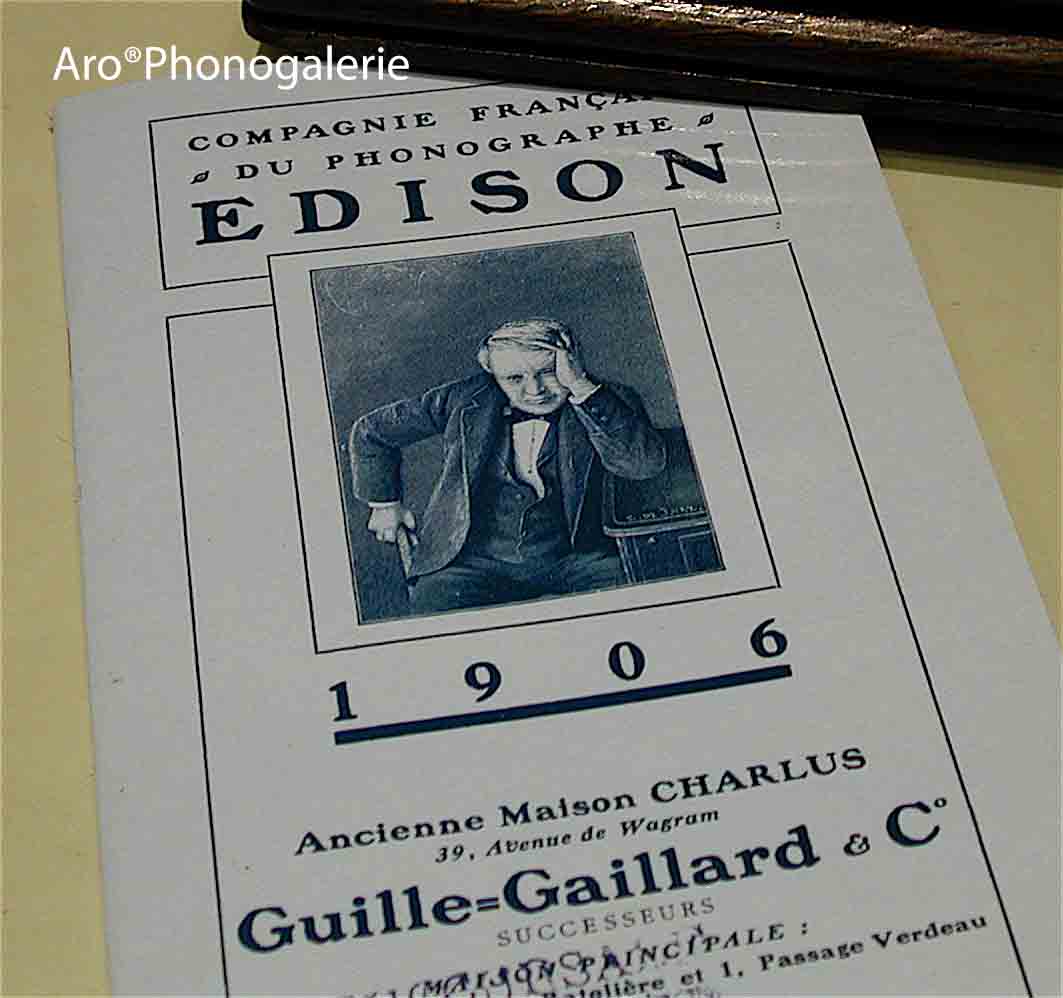 Aro®Phonogalerie
COMPAGNIE FRANÇA
DU PHONOGRAPHE
EDISON
1906
Ancienne Maison CHARLUS
39, Avenue de Wagram
Guille=Gaillard & Cº
SUCCESSEURS
MAISON PRINCIPALE :
et 1, Passage Verdeau